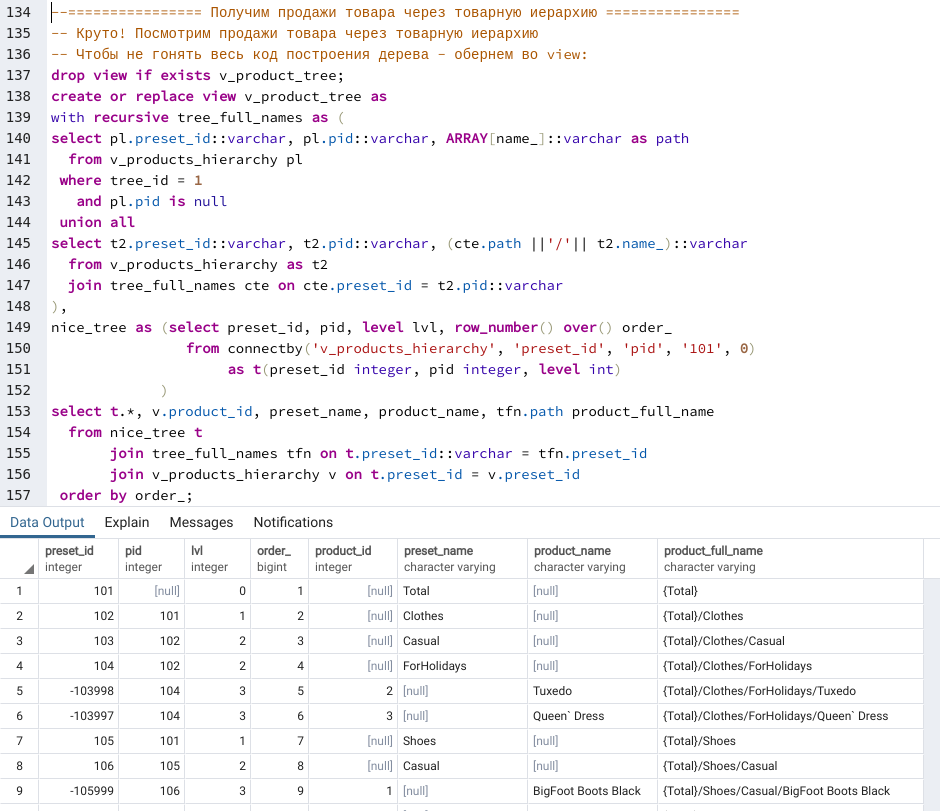 134 --================ Получим продажи товара через товарную иерархию ================
135 -- Круто! Посмотрим продажи товара через товарную иерархию
136 -- Чтобы не гонять весь код построения дерева - обернем во view:
137 drop view if exists v_product_tree;
138 create or replace view v_product_tree as
139 with recursive tree_full_names as (
140 select pl.preset_id::varchar, pl.pid::varchar, ARRAY[name_]::varchar as path
141   from v_products_hierarchy pl
142  where tree_id = 1
143    and pl.pid is null
144  union all
145 select t2.preset_id::varchar, t2.pid::varchar, (cte.path ||'/'|| t2.name_)::varchar
146   from v_products_hierarchy as t2
147   join tree_full_names cte on cte.preset_id = t2.pid::varchar
148 ),
149 nice_tree as (select preset_id, pid, level lvl, row_number() over() order_
150                 from connectby('v_products_hierarchy', 'preset_id', 'pid', '101', 0)
151                      as t(preset_id integer, pid integer, level int)
152              )
153 select t.*, v.product_id, preset_name, product_name, tfn.path product_full_name
154   from nice_tree t
155        join tree_full_names tfn on t.preset_id::varchar = tfn.preset_id
156        join v_products_hierarchy v on t.preset_id = v.preset_id
157  order by order_;
Data Output Explain Messages Notifications
preset_id pid lvl order_ product_id preset_name product_name product_full_name
integer integer integer bigint integer character varying character varying character varying
1 101 [null] 0 1 [null] Total [null] {Total}
2 102 101 1 2 [null] Clothes [null] {Total}/Clothes
3 103 102 2 3 [null] Casual [null] {Total}/Clothes/Casual
4 104 102 2 4 [null] ForHolidays [null] {Total}/Clothes/ForHolidays
5 -103998 104 3 5 2 [null] Tuxedo {Total}/Clothes/ForHolidays/Tuxedo
6 -103997 104 3 6 3 [null] Queen` Dress {Total}/Clothes/ForHolidays/Queen` Dress
7 105 101 1 7 [null] Shoes [null] {Total}/Shoes
8 106 105 2 8 [null] Casual [null] {Total}/Shoes/Casual
9 -105999 106 3 9 1 [null] BigFoot Boots Black {Total}/Shoes/Casual/BigFoot Boots Black